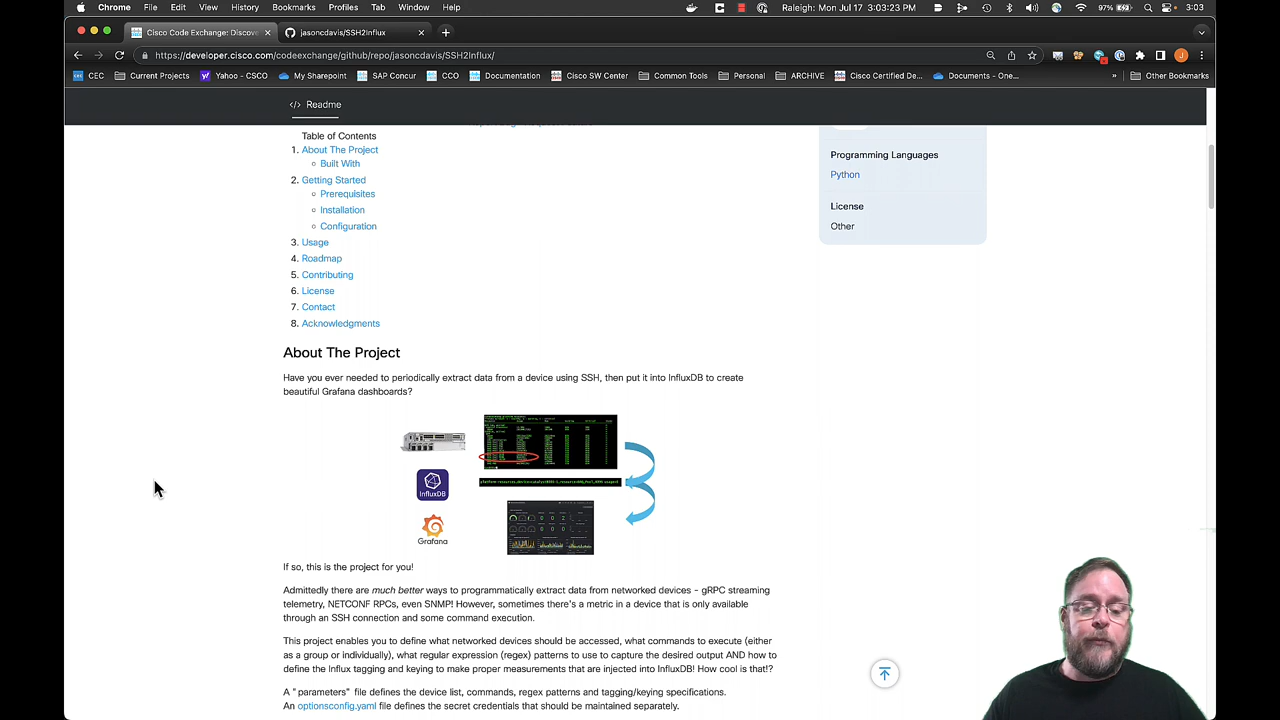 Chrome File Edit View History Bookmarks Profiles Tab Window Help
Raleigh: Mon Jul 17 3:03:23 PM
97%
3:03
Cisco Code Exchange: Discove
jasoncdavis/SSH2Influx
https://developer.cisco.com/codeexchange/github/repo/jasoncdavis/SSH2Influx/
J
CEC Current Projects Yahoo - CSCO My Sharepoint SAP Concur CCO Documentation Cisco SW Center Common Tools Personal ARCHIVE Cisco Certified De... Documents - One... » Other Bookmarks
</> Readme
Table of Contents
1. About The Project
Built With
2. Getting Started
Prerequisites
Installation
Configuration
3. Usage
4. Roadmap
5. Contributing
6. License
7. Contact
8. Acknowledgments
Programming Languages
Python
License
Other
About The Project
Have you ever needed to periodically extract data from a device using SSH, then put it into InfluxDB to create
beautiful Grafana dashboards?
InfluxDB
Grafana
If so, this is the project for you!
Admittedly there are much better ways to programmatically extract data from networked devices - gRPC streaming
telemetry, NETCONF RPCs, even SNMP! However, sometimes there's a metric in a device that is only available
through an SSH connection and some command execution.
This project enables you to define what networked devices should be accessed, what commands to execute (either
as a group or individually), what regular expression (regex) patterns to use to capture the desired output AND how to
define the Influx tagging and keying to make proper measurements that are injected into InfluxDB! How cool is that!?
A "parameters" file defines the device list, commands, regex patterns and tagging/keying specifications.
An optionsconfig.yaml file defines the secret credentials that should be maintained separately.